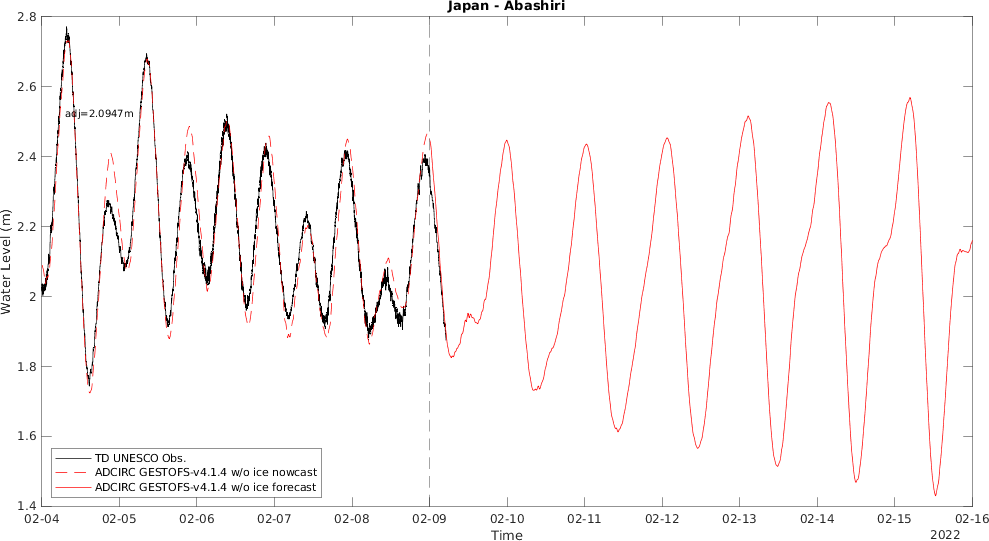 Japan - Abashiri
2.8
2.6
2.4
2.2
2
1.8
1.6
1.4
Water Level (m)
adj=2.0947m
TD UNESCO Obs.
ADCIRC GESTOFS-v4.1.4 w/o ice nowcast
ADCIRC GESTOFS-v4.1.4 w/o ice forecast
02-04 02-05 02-06 02-07 02-08 02-09 02-10 02-11 02-12 02-13 02-14 02-15 02-16
Time
2022